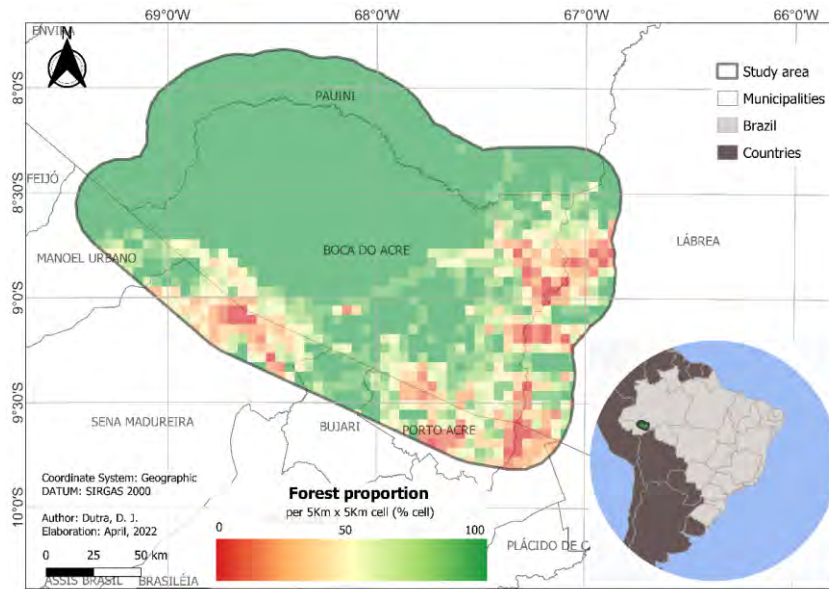 69°0'W
68°0'W
67°0'W
66°0'W
ENVIRA
8°0'S
8°30'S
9°0'S
9°30'S
10°0'S
PAUINI
FEIJÓ
BOCA DO ACRE
LÁBREA
MANOEL URBANO
SENA MADUREIRA
BUJARI
PORTO ACRE
PLÁCIDO DE C
ASSIS BRASIL
BRASILÉIA
Study area
Municipalities
Brazil
Countries
Coordinate System: Geographic
DATUM: SIRGAS 2000
Author: Dutra, D. J.
Elaboration: April, 2022
0 25 50 km
Forest proportion
per 5Km x 5Km cell (% cell)
0 50 100